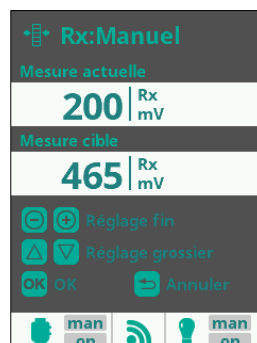 Rx:Manuel
Mesure actuelle
200 Rx mV
Mesure cible
465 Rx mV
Réglage fin
Réglage grossier
OK OK Annuler
man man
on on